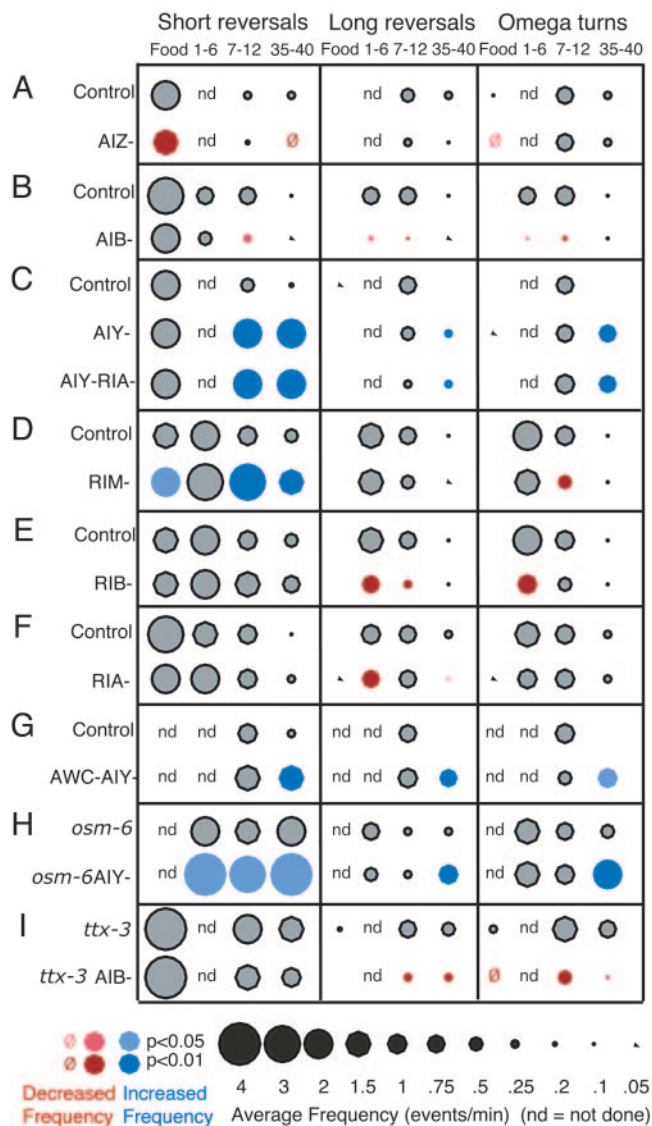 Short reversals Long reversals Omega turns
Food 1-6 7-12 35-40 Food 1-6 7-12 35-40 Food 1-6 7-12 35-40
A Control nd nd nd
AIZ- nd Ø nd Ø nd
B Control
AIB-
C Control nd nd nd
AIY- nd nd nd
AIY-RIA- nd nd nd
D Control
RIM-
E Control
RIB-
F Control
RIA-
G Control nd nd nd nd nd nd
AWC-AIY- nd nd nd nd nd nd
H osm-6 nd nd nd
osm-6AIY- nd nd nd
I ttx-3 nd nd nd
ttx-3 AIB- nd nd Ø nd
Ø p<0.05
Ø p<0.01
4 3 2 1.5 1 .75 .5 .25 .2 .1 .05
Decreased Increased
Frequency Frequency Average Frequency (events/min) (nd = not done)